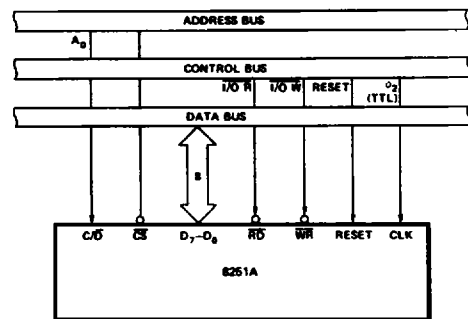 ADDRESS BUS
A₀
CONTROL BUS
I/O R I/O W RESET φ₂ (TTL)
DATA BUS
8
C/D CS D₇–D₀ RD WR RESET CLK
8251A